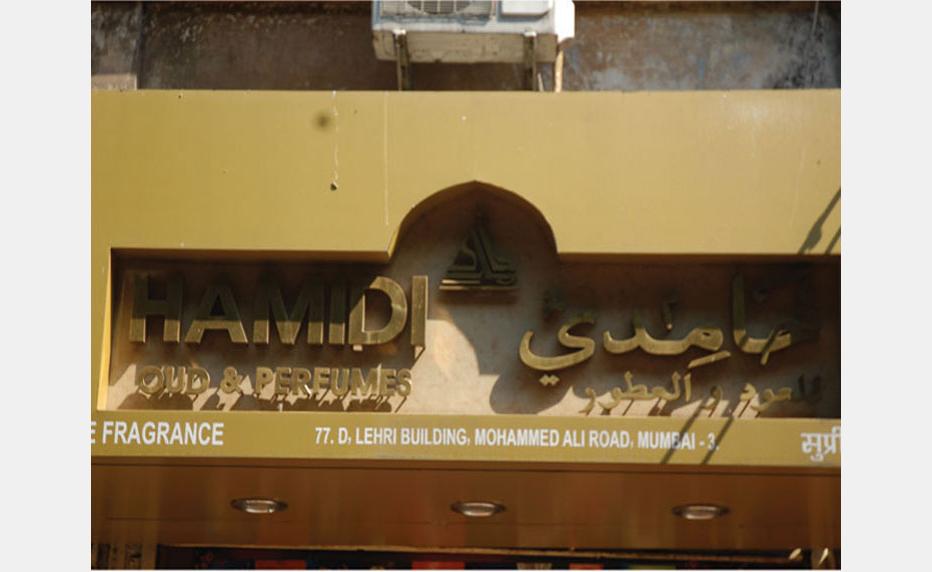 HAMIDI
حامدي
OUD & PERFUMES
للعود و العطور
E FRAGRANCE
77. D, LEHRI BUILDING, MOHAMMED ALI ROAD, MUMBAI - 3.
सुप्री